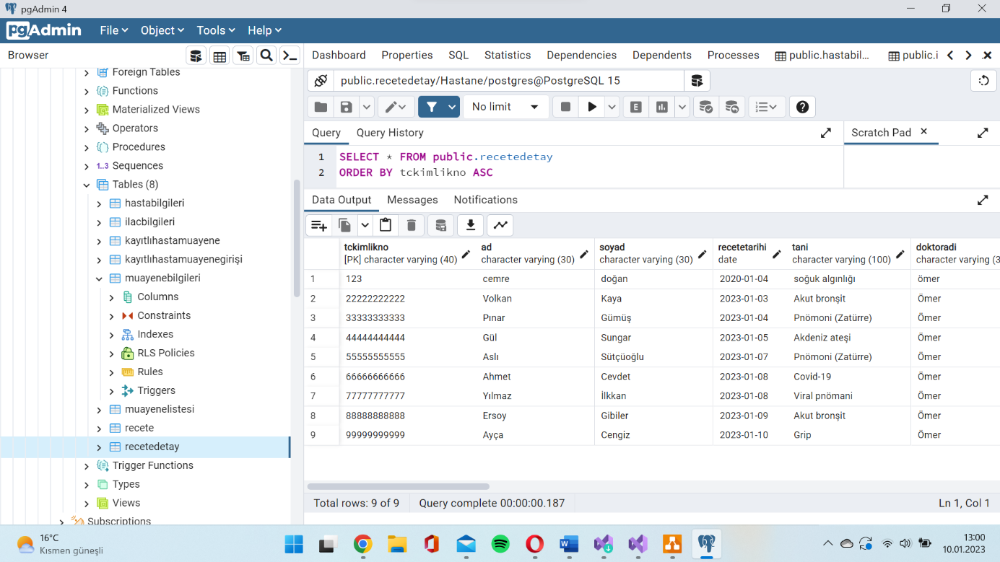 pgAdmin 4
pgAdmin File Object Tools Help
Browser
Dashboard Properties SQL Statistics Dependencies Dependents Processes public.hastabil... public.i
Foreign Tables
Functions
Materialized Views
Operators
Procedures
1..3 Sequences
Tables (8)
hastabilgileri
ilacbilgileri
kayıtlıhastamuayene
kayıtlıhastamuayenegirişi
muayenebilgileri
Columns
Constraints
Indexes
RLS Policies
Rules
Triggers
muayenelistesi
recete
recetedetay
Trigger Functions
Types
Views
Subscriptions
public.recetedetay/Hastane/postgres@PostgreSQL 15
No limit E
Query Query History Scratch Pad
1 SELECT * FROM public.recetedetay
2 ORDER BY tckimlikno ASC
Data Output Messages Notifications
tckimlikno ad soyad recetetarihi tani doktoradi
[PK] character varying (40) character varying (30) character varying (30) date character varying (100) character varying (3
1 123 cemre doğan 2020-01-04 soğuk algınlığı ömer
2 22222222222 Volkan Kaya 2023-01-03 Akut bronşit Ömer
3 33333333333 Pınar Gümüş 2023-01-04 Pnömoni (Zatürre) Ömer
4 44444444444 Gül Sungar 2023-01-05 Akdeniz ateşi Ömer
5 55555555555 Aslı Sütçüoğlu 2023-01-07 Pnömoni (Zatürre) Ömer
6 66666666666 Ahmet Cevdet 2023-01-08 Covid-19 Ömer
7 77777777777 Yılmaz İlkkan 2023-01-08 Viral pnömani Ömer
8 88888888888 Ersoy Gibiler 2023-01-09 Akut bronşit Ömer
9 99999999999 Ayça Cengiz 2023-01-10 Grip Ömer
Total rows: 9 of 9 Query complete 00:00:00.187 Ln 1, Col 1
16°C
Kısmen güneşli
13:00
10.01.2023